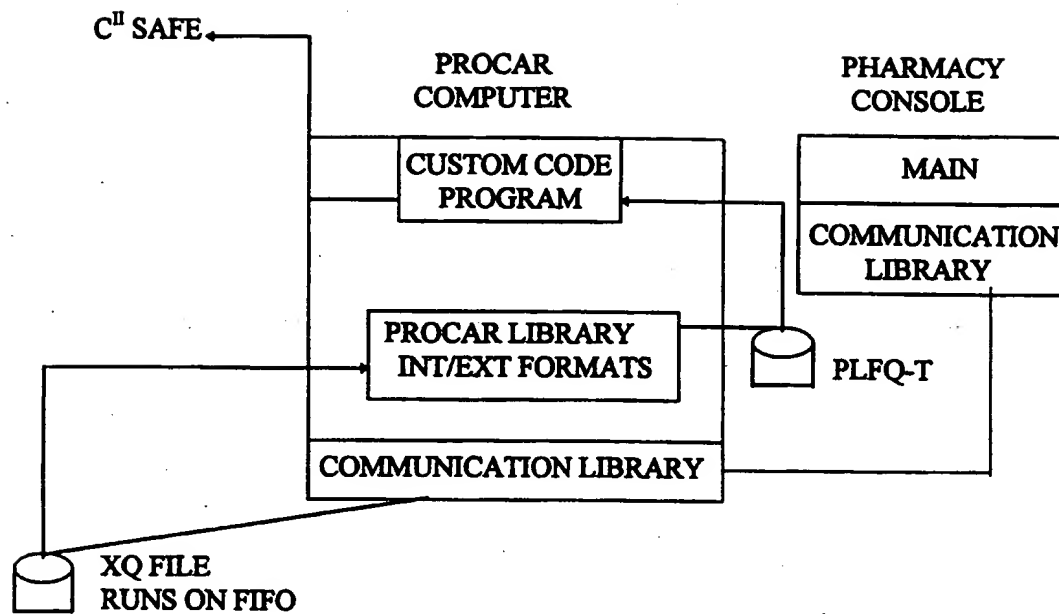 C^II SAFE
PROCAR
COMPUTER
PHARMACY
CONSOLE
CUSTOM CODE
PROGRAM
MAIN
COMMUNICATION
LIBRARY
PROCAR LIBRARY
INT/EXT FORMATS
PLFQ-T
COMMUNICATION LIBRARY
XQ FILE
RUNS ON FIFO